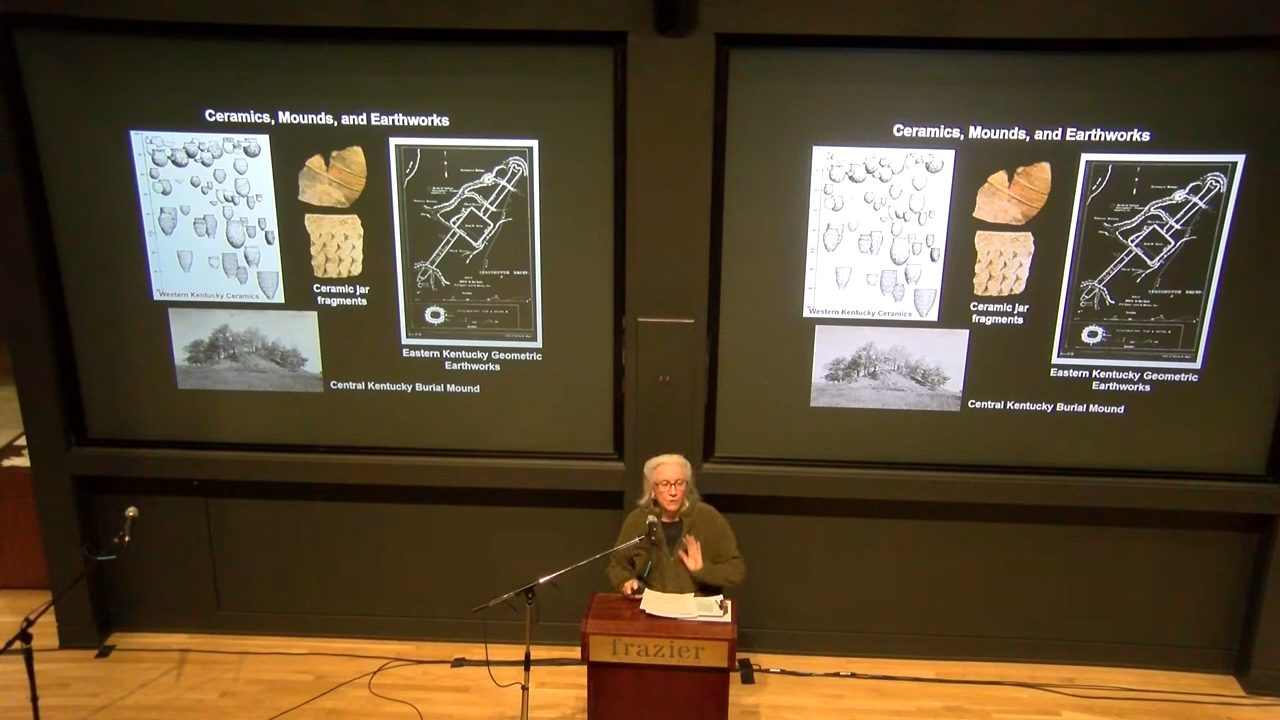 Ceramics, Mounds, and Earthworks
Western Kentucky Ceramics
Ceramic jar
fragments
Eastern Kentucky Geometric
Earthworks
Central Kentucky Burial Mound
Ceramics, Mounds, and Earthworks
Western Kentucky Ceramics
Ceramic jar
fragments
Eastern Kentucky Geometric
Earthworks
Central Kentucky Burial Mound
frazier